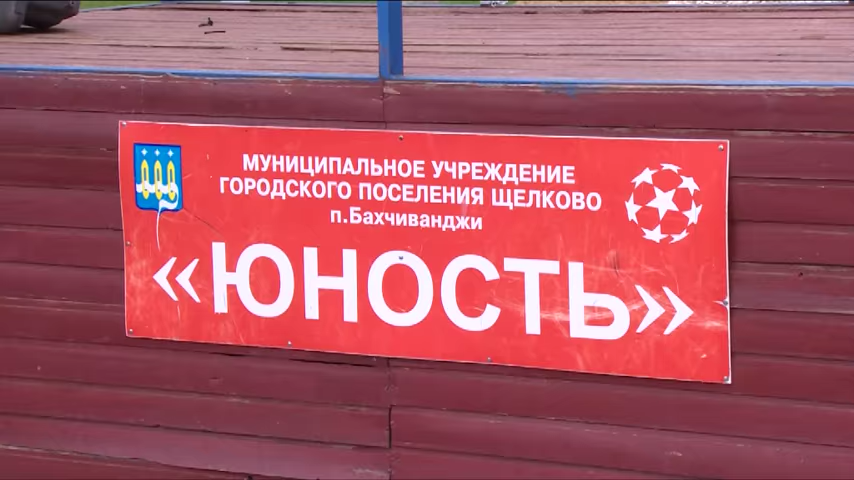 МУНИЦИПАЛЬНОЕ УЧРЕЖДЕНИЕ
ГОРОДСКОГО ПОСЕЛЕНИЯ ЩЕЛКОВО
п.Бахчиванджи
«ЮНОСТЬ»